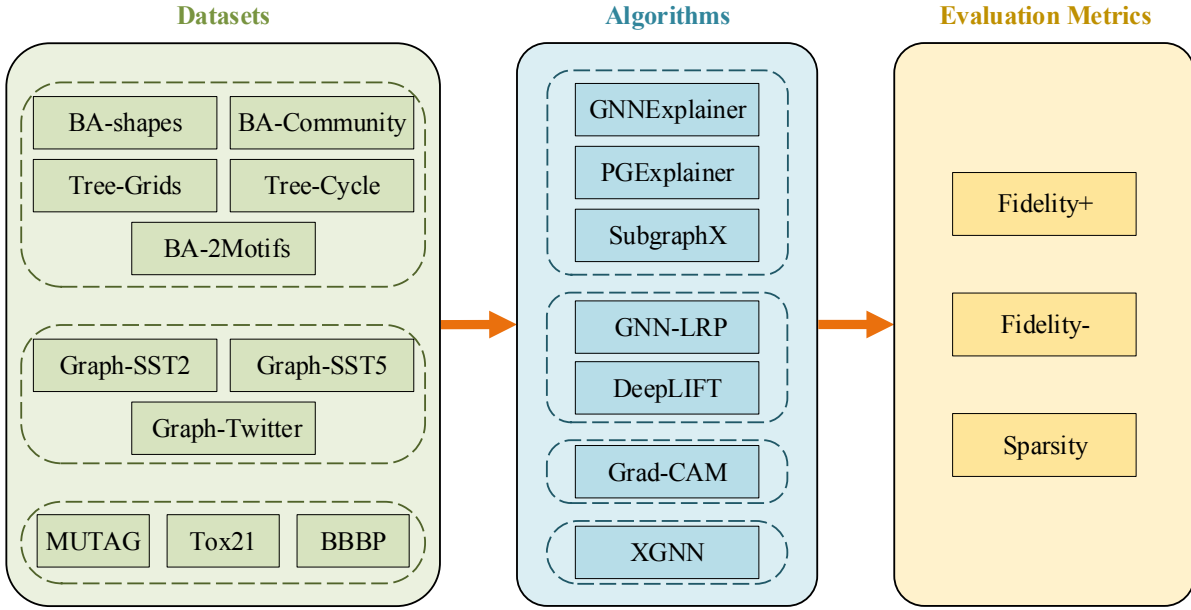 Datasets
Algorithms
Evaluation Metrics
BA-shapes
BA-Community
Tree-Grids
Tree-Cycle
BA-2Motifs
Graph-SST2
Graph-SST5
Graph-Twitter
MUTAG
Tox21
BBBP
GNNExplainer
PGExplainer
SubgraphX
GNN-LRP
DeepLIFT
Grad-CAM
XGNN
Fidelity+
Fidelity-
Sparsity